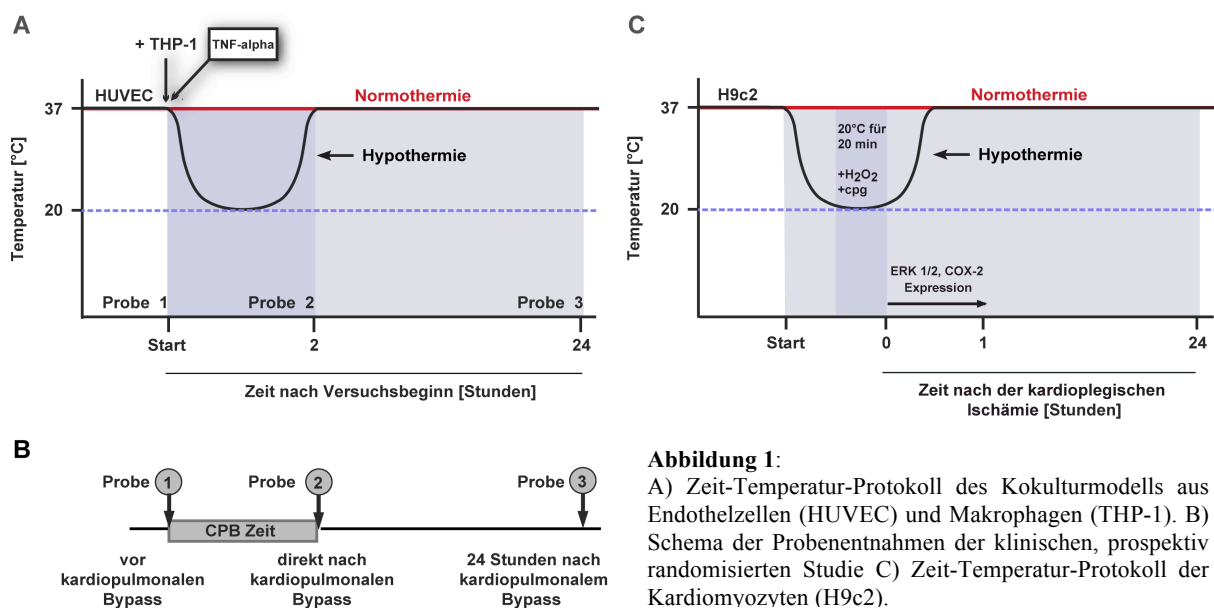 A
+ THP-1
TNF-alpha
HUVEC
Normothermie
37
Hypothermie
20
Temperatur [°C]
Probe 1
Probe 2
Probe 3
Start
2
24
Zeit nach Versuchsbeginn [Stunden]
C
H9c2
Normothermie
37
20°C für
20 min
+H2O2
+cpg
Hypothermie
20
Temperatur [°C]
ERK 1/2, COX-2
Expression
Start
0
1
24
Zeit nach der kardioplegischen
Ischämie [Stunden]
B
Probe 1
Probe 2
Probe 3
CPB Zeit
vor
kardiopulmonalen
Bypass
direkt nach
kardiopulmonalen
Bypass
24 Stunden nach
kardiopulmonalem
Bypass
Abbildung 1:
A) Zeit-Temperatur-Protokoll des Kokulturmodells aus
Endothelzellen (HUVEC) und Makrophagen (THP-1). B)
Schema der Probenentnahmen der klinischen, prospektiv
randomisierten Studie C) Zeit-Temperatur-Protokoll der
Kardiomyozyten (H9c2).